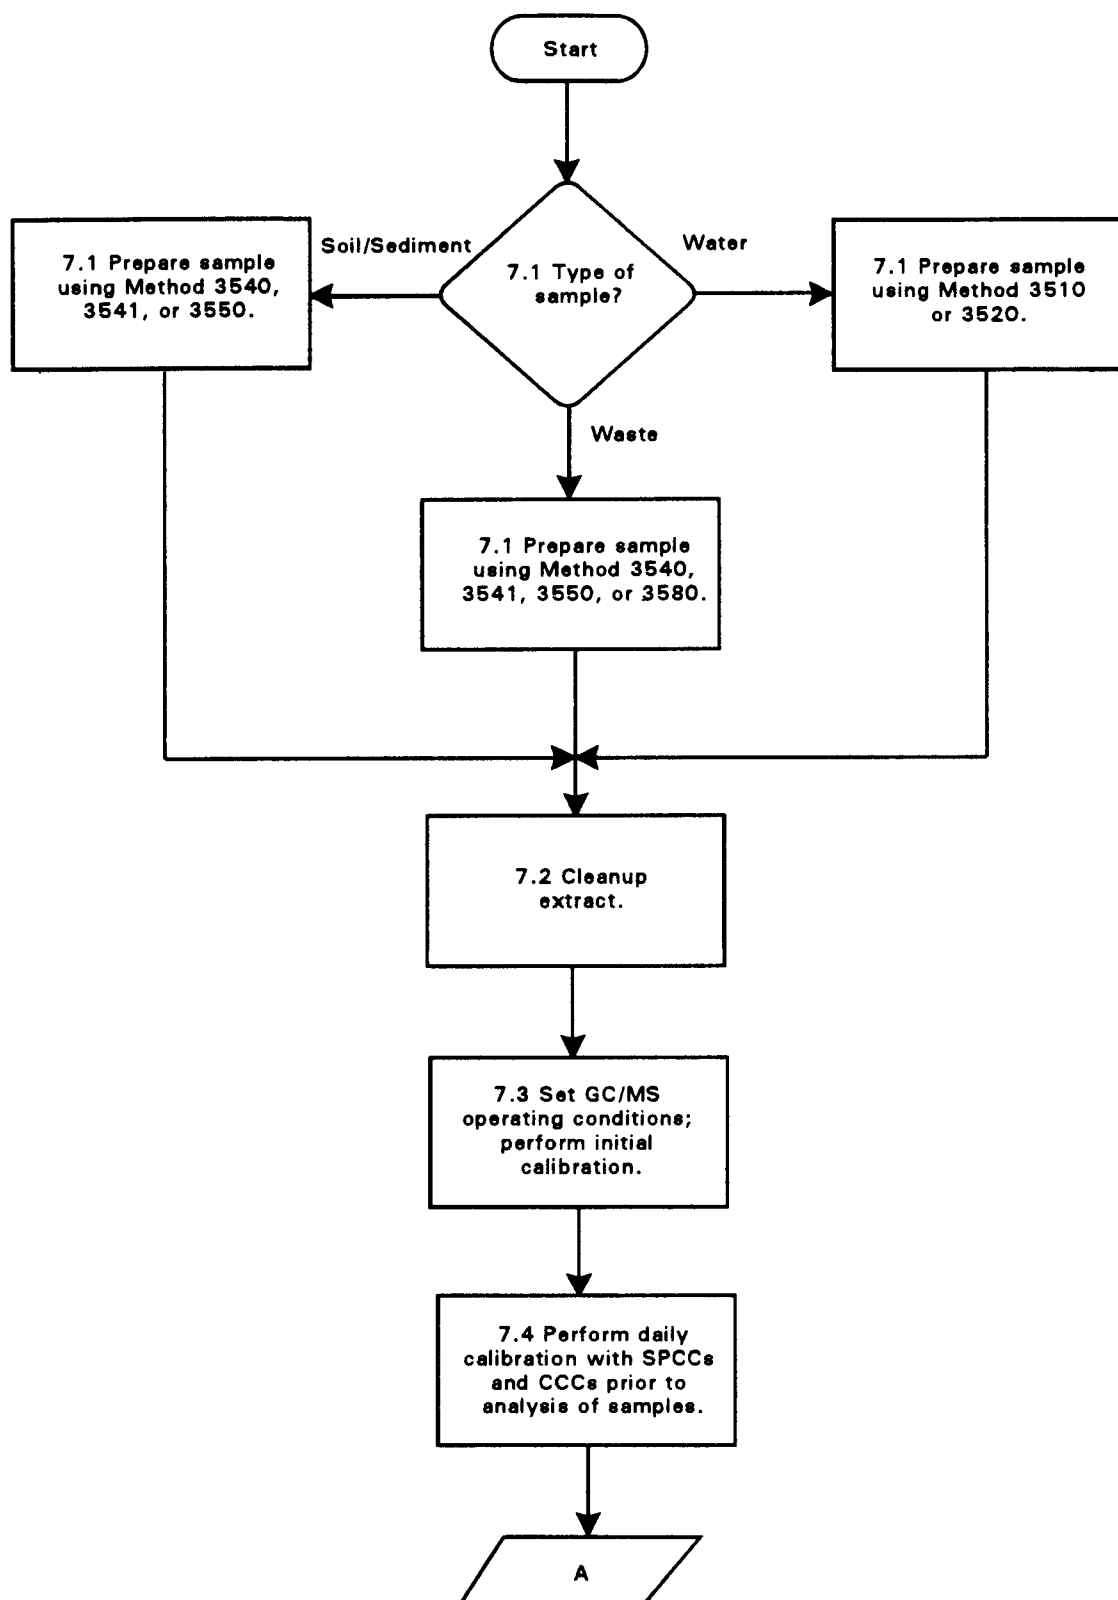 Start
7.1 Type of
sample?
Soil/Sediment
Water
7.1 Prepare sample
using Method 3540,
3541, or 3550.
7.1 Prepare sample
using Method 3510
or 3520.
Waste
7.1 Prepare sample
using Method 3540,
3541, 3550, or 3580.
7.2 Cleanup
extract.
7.3 Set GC/MS
operating conditions;
perform initial
calibration.
7.4 Perform daily
calibration with SPCCs
and CCCs prior to
analysis of samples.
A